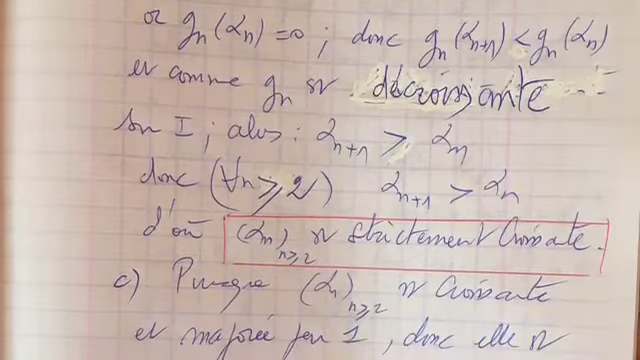 or gₙ(αₙ) = 0 ; donc gₙ(αₙ₊₁) < gₙ(αₙ)
et comme gₙ est décroissante
sur I ; alors : αₙ₊₁ > αₙ
donc (∀n ≥ 2) αₙ₊₁ > αₙ
d'où (αₙ)ₙ≥₂ est strictement croissante.
c) Puisque (αₙ)ₙ≥₂ est croissante
et majorée par 1, donc elle est